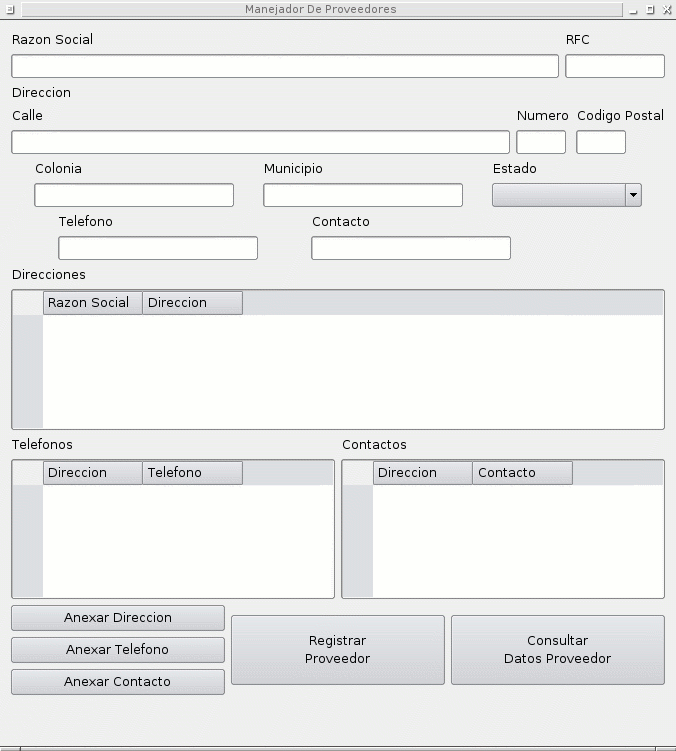 Manejador De Proveedores
Razon Social RFC
Direccion
Calle Numero Codigo Postal
Colonia Municipio Estado
Telefono Contacto
Direcciones
Razon Social Direccion
Telefonos Contactos
Direccion Telefono Direccion Contacto
Anexar Direccion
Anexar Telefono
Anexar Contacto
Registrar
Proveedor
Consultar
Datos Proveedor